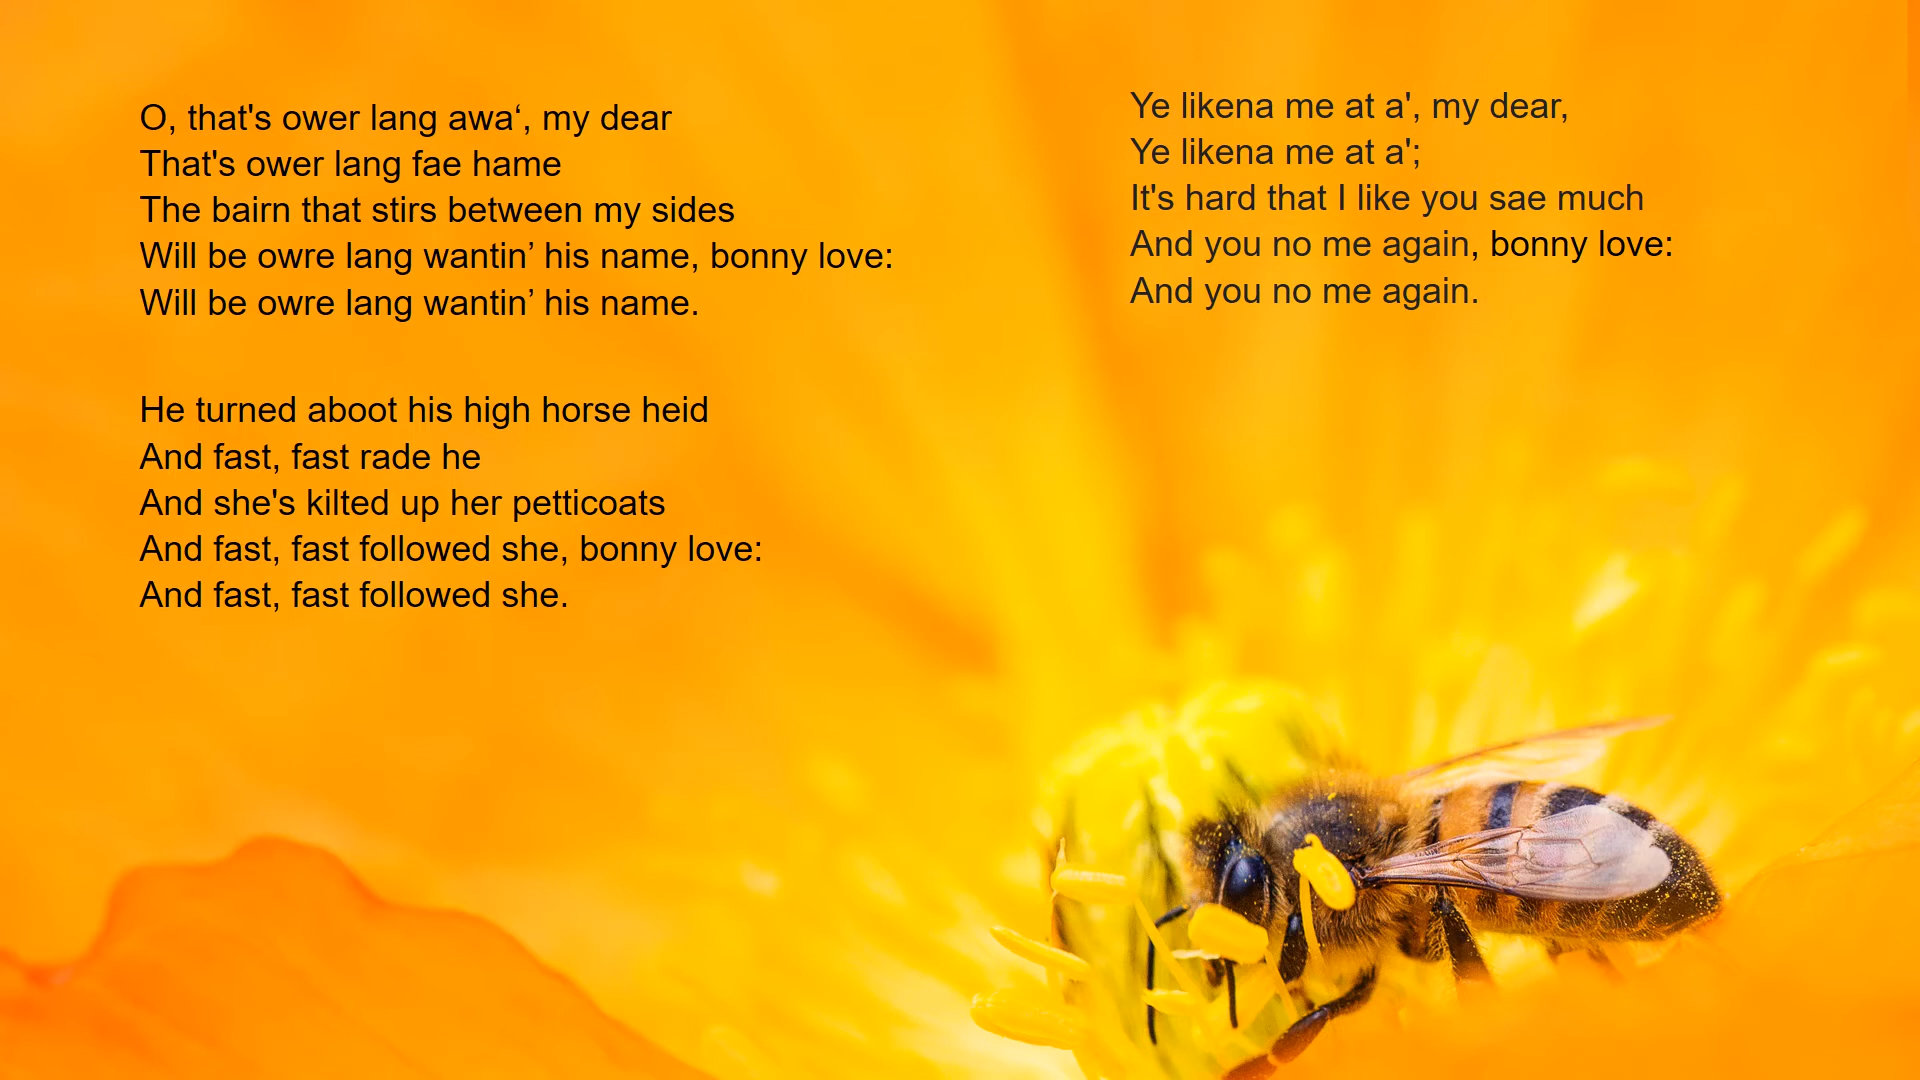 O, that's ower lang awa‘, my dear
That's ower lang fae hame
The bairn that stirs between my sides
Will be owre lang wantin’ his name, bonny love:
Will be owre lang wantin’ his name.
He turned aboot his high horse heid
And fast, fast rade he
And she's kilted up her petticoats
And fast, fast followed she, bonny love:
And fast, fast followed she.
Ye likena me at a', my dear,
Ye likena me at a';
It's hard that I like you sae much
And you no me again, bonny love:
And you no me again.